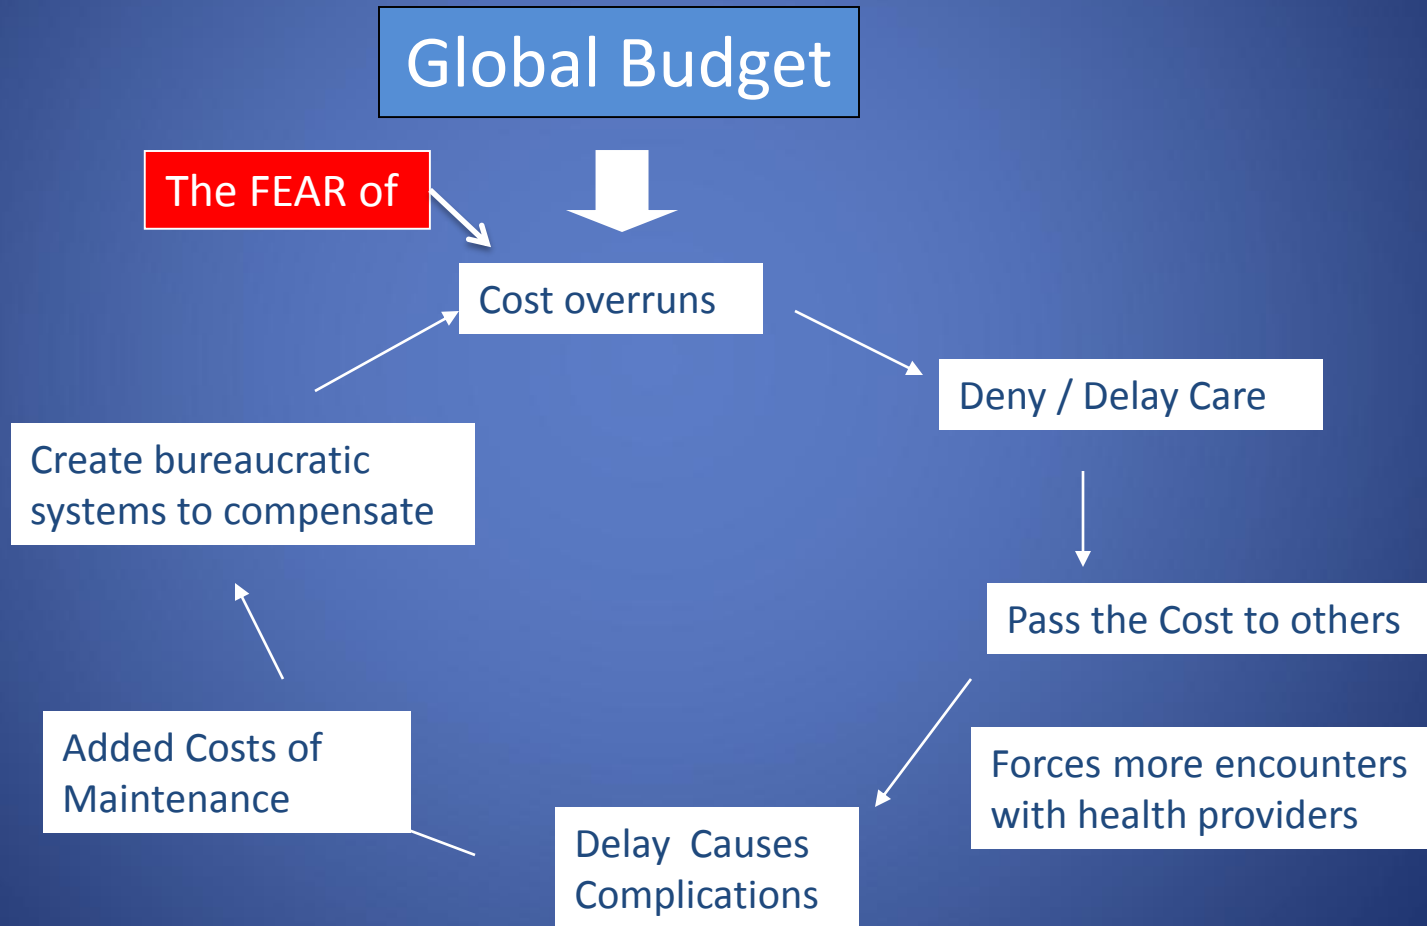 Global Budget
The FEAR of
Cost overruns
Deny / Delay Care
Create bureaucratic
systems to compensate
Pass the Cost to others
Added Costs of
Maintenance
Forces more encounters
with health providers
Delay Causes
Complications